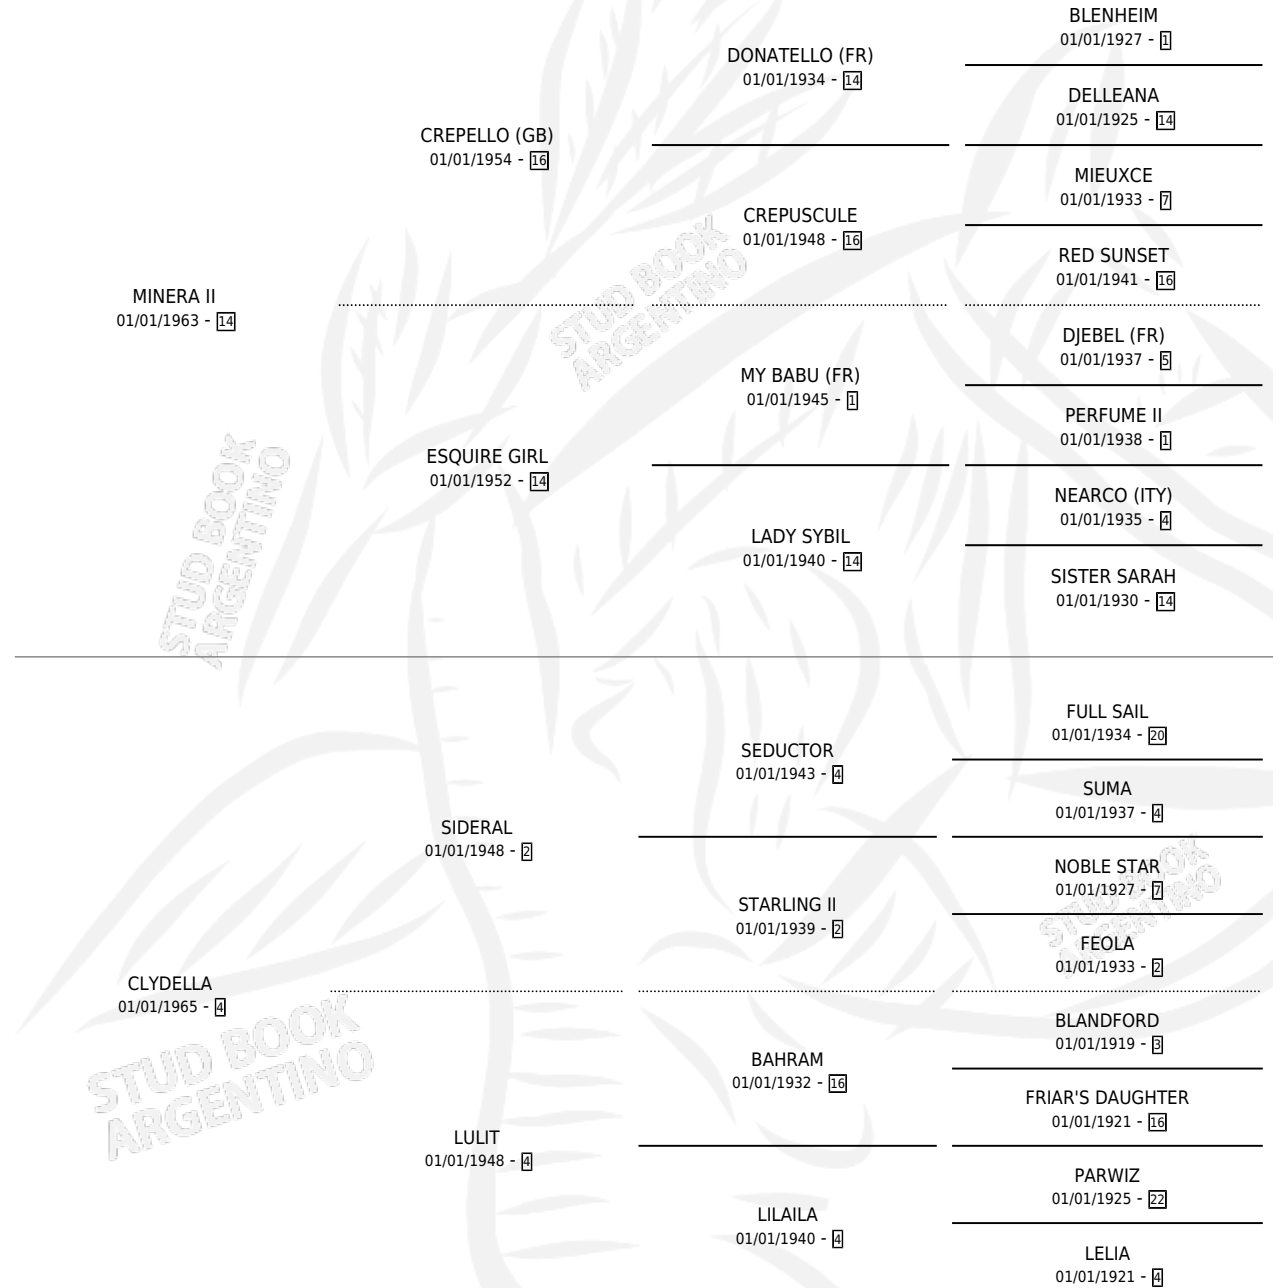 BLENHEIM
01/01/1927 - 1
DONATELLO (FR)
01/01/1934 - 14
DELLEANA
01/01/1925 - 14
CREPELLO (GB)
01/01/1954 - 16
MIEUXCE
01/01/1933 - 7
CREPUSCULE
01/01/1948 - 16
RED SUNSET
01/01/1941 - 16
MINERA II
01/01/1963 - 14
STUD BOOK
ARGENTINO
DJEBEL (FR)
01/01/1937 - 5
MY BABU (FR)
01/01/1945 - 1
PERFUME II
01/01/1938 - 1
ESQUIRE GIRL
01/01/1952 - 14
NEARCO (ITY)
01/01/1935 - 4
LADY SYBIL
01/01/1940 - 14
SISTER SARAH
01/01/1930 - 14
STUD BOOK
ARGENTINO
FULL SAIL
01/01/1934 - 20
SEDUCTOR
01/01/1943 - 4
SUMA
01/01/1937 - 4
SIDERAL
01/01/1948 - 2
NOBLE STAR
01/01/1927 - 7
STARLING II
01/01/1939 - 2
FEOLA
01/01/1933 - 2
STUD BOOK
ARGENTINO
CLYDELLA
01/01/1965 - 4
BLANDFORD
01/01/1919 - 3
BAHRAM
01/01/1932 - 16
FRIAR'S DAUGHTER
01/01/1921 - 16
STUD BOOK
ARGENTINO
LULIT
01/01/1948 - 4
PARWIZ
01/01/1925 - 22
LILAILA
01/01/1940 - 4
LELIA
01/01/1921 - 4